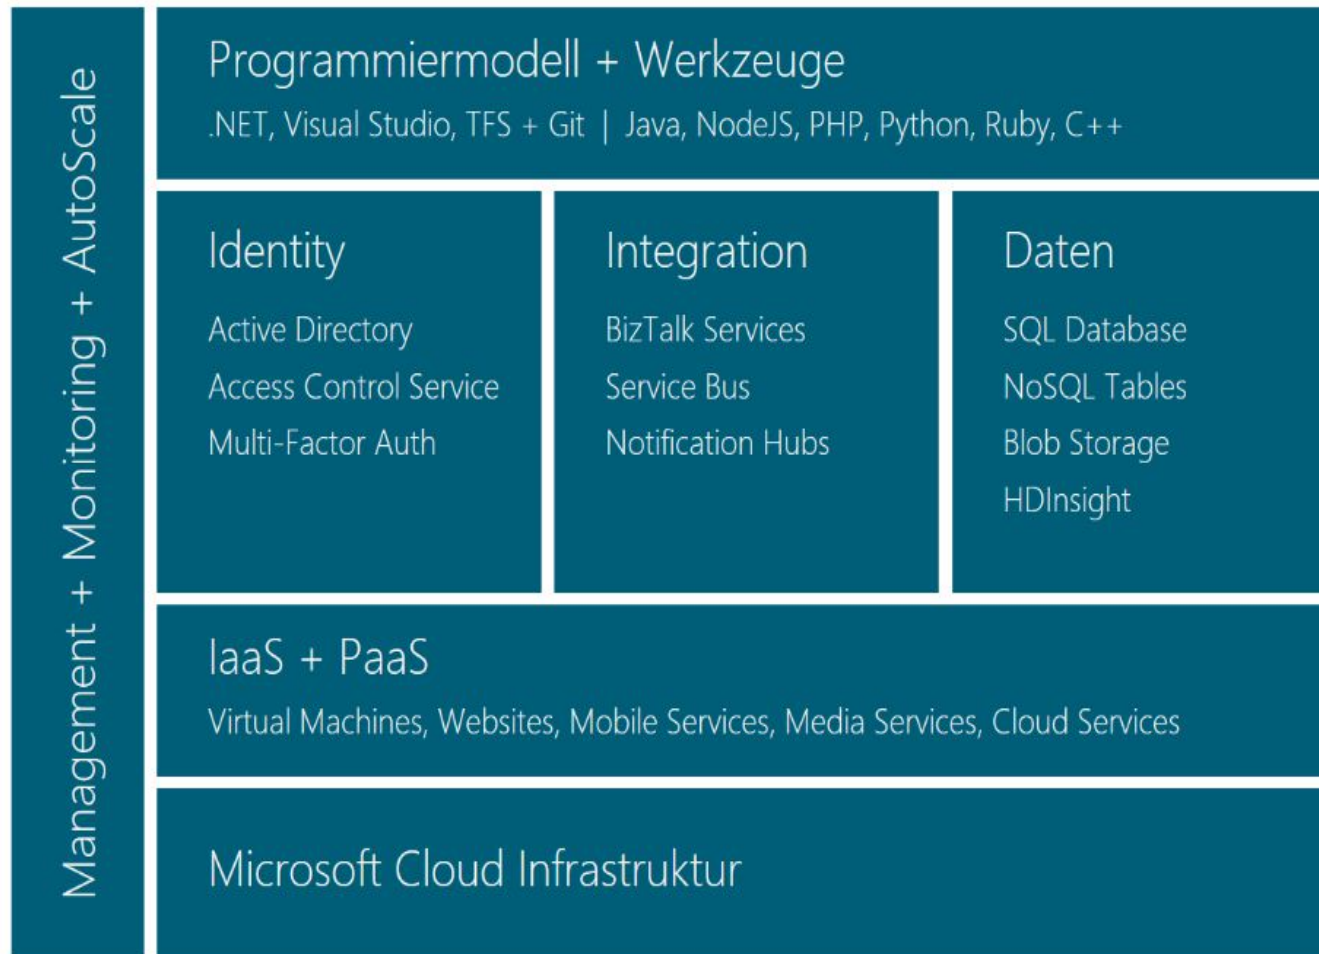 Management + Monitoring + AutoScale
Programmiermodell + Werkzeuge
.NET, Visual Studio, TFS + Git | Java, NodeJS, PHP, Python, Ruby, C++
Identity
Active Directory
Access Control Service
Multi-Factor Auth
Integration
BizTalk Services
Service Bus
Notification Hubs
Daten
SQL Database
NoSQL Tables
Blob Storage
HDInsight
IaaS + PaaS
Virtual Machines, Websites, Mobile Services, Media Services, Cloud Services
Microsoft Cloud Infrastruktur